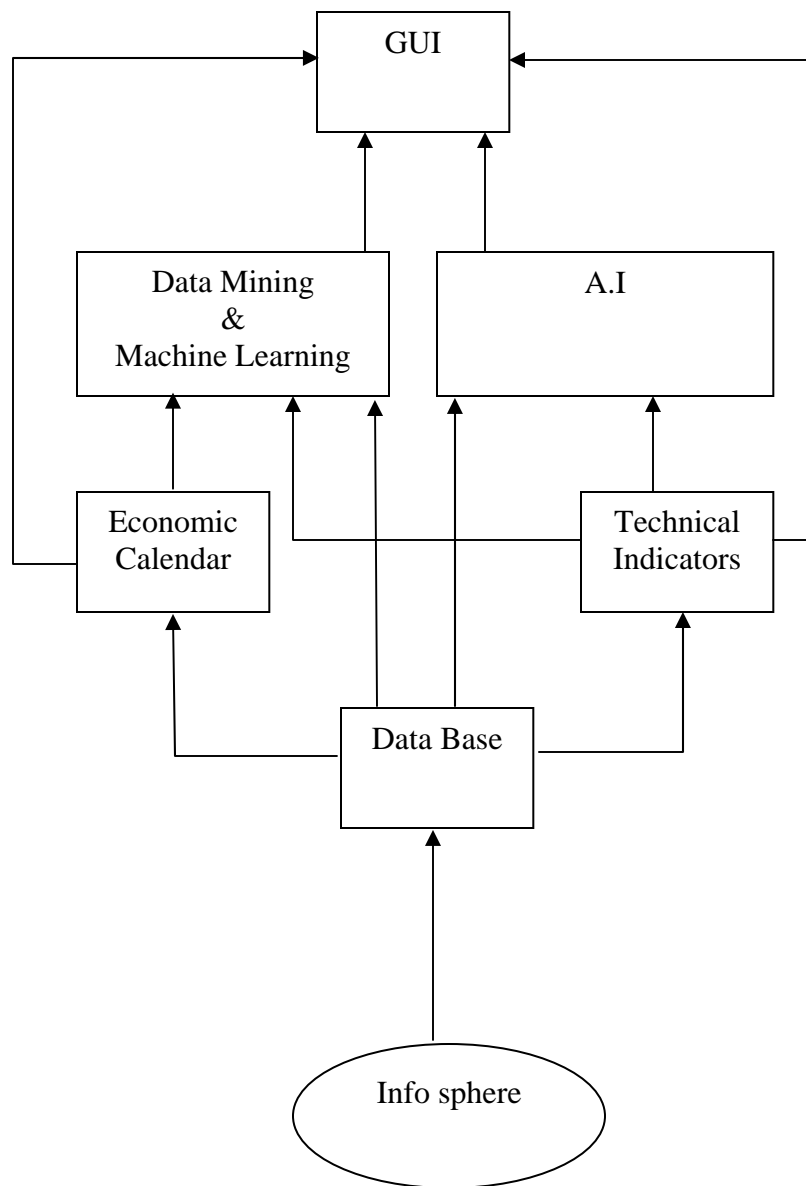 GUI
Data Mining
&
Machine Learning
A.I
Economic
Calendar
Technical
Indicators
Data Base
Info sphere